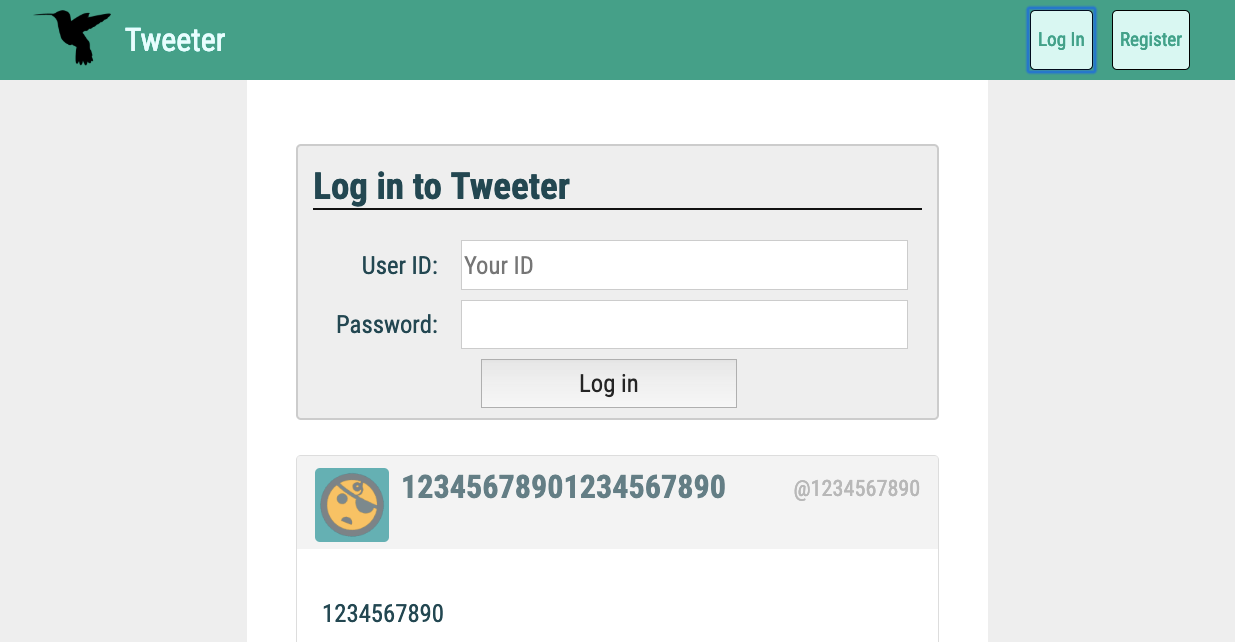 Tweeter
Log In
Register
Log in to Tweeter
User ID:
Your ID
Password:
Log in
12345678901234567890
@1234567890
1234567890